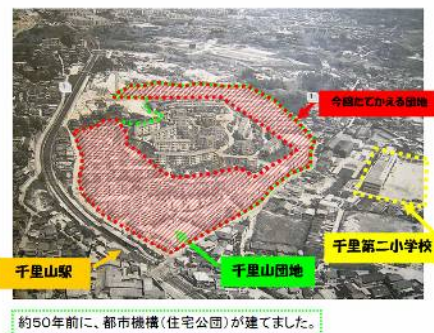 今回たてかえる団地
千里第二小学校
千里山駅
千里山団地
約50年前に、都市機構(住宅公団)が建てました。